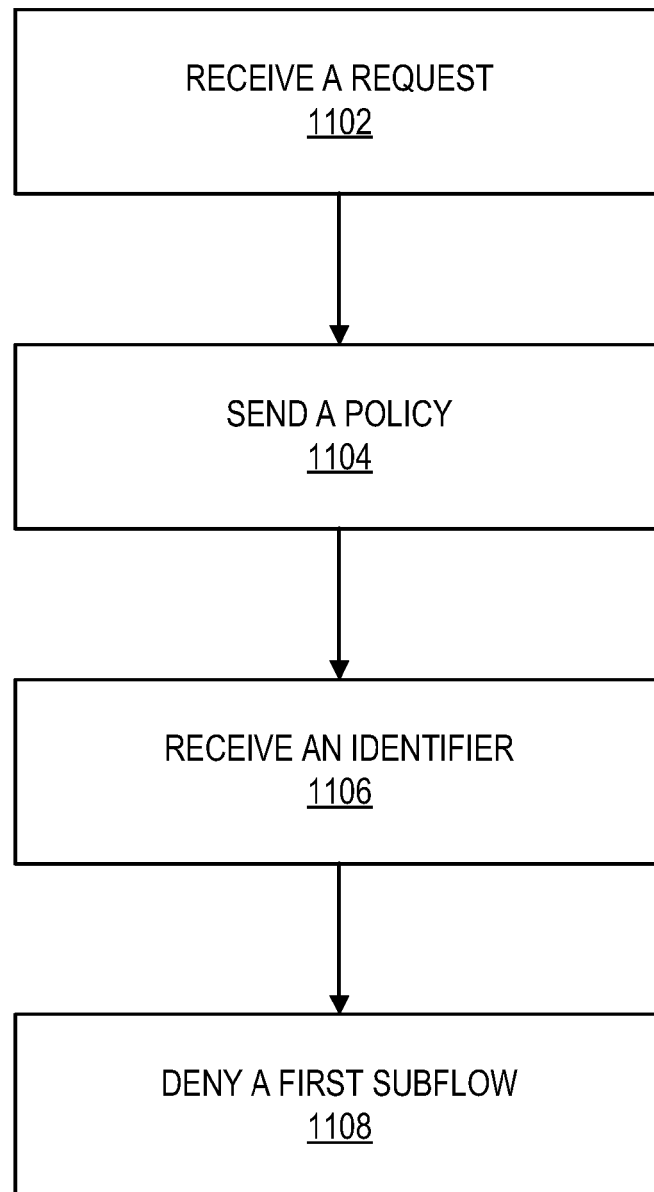 RECEIVE A REQUEST
1102
SEND A POLICY
1104
RECEIVE AN IDENTIFIER
1106
DENY A FIRST SUBFLOW
1108